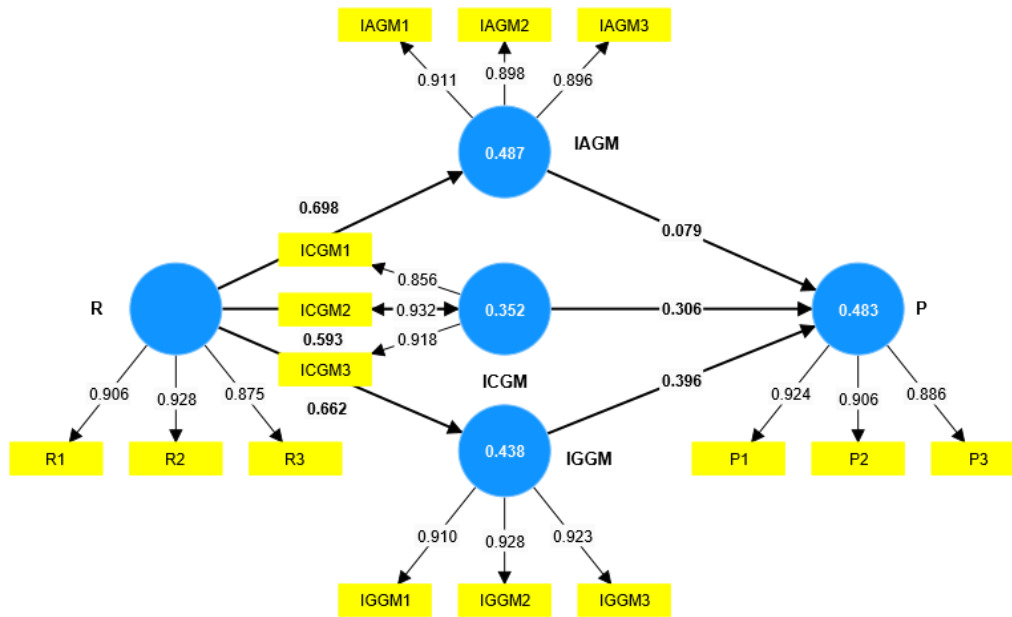 IAGM1 IAGM2 IAGM3
0.911 0.898 0.896
0.487 IAGM
0.698
0.079
ICGM1
0.856
R ICGM2 0.932 0.352 0.306 0.483 P
0.593 0.918
ICGM3 ICGM 0.396
0.906 0.928 0.875 0.662 0.924 0.906 0.886
R1 R2 R3 0.438 IGGM P1 P2 P3
0.910 0.928 0.923
IGGM1 IGGM2 IGGM3